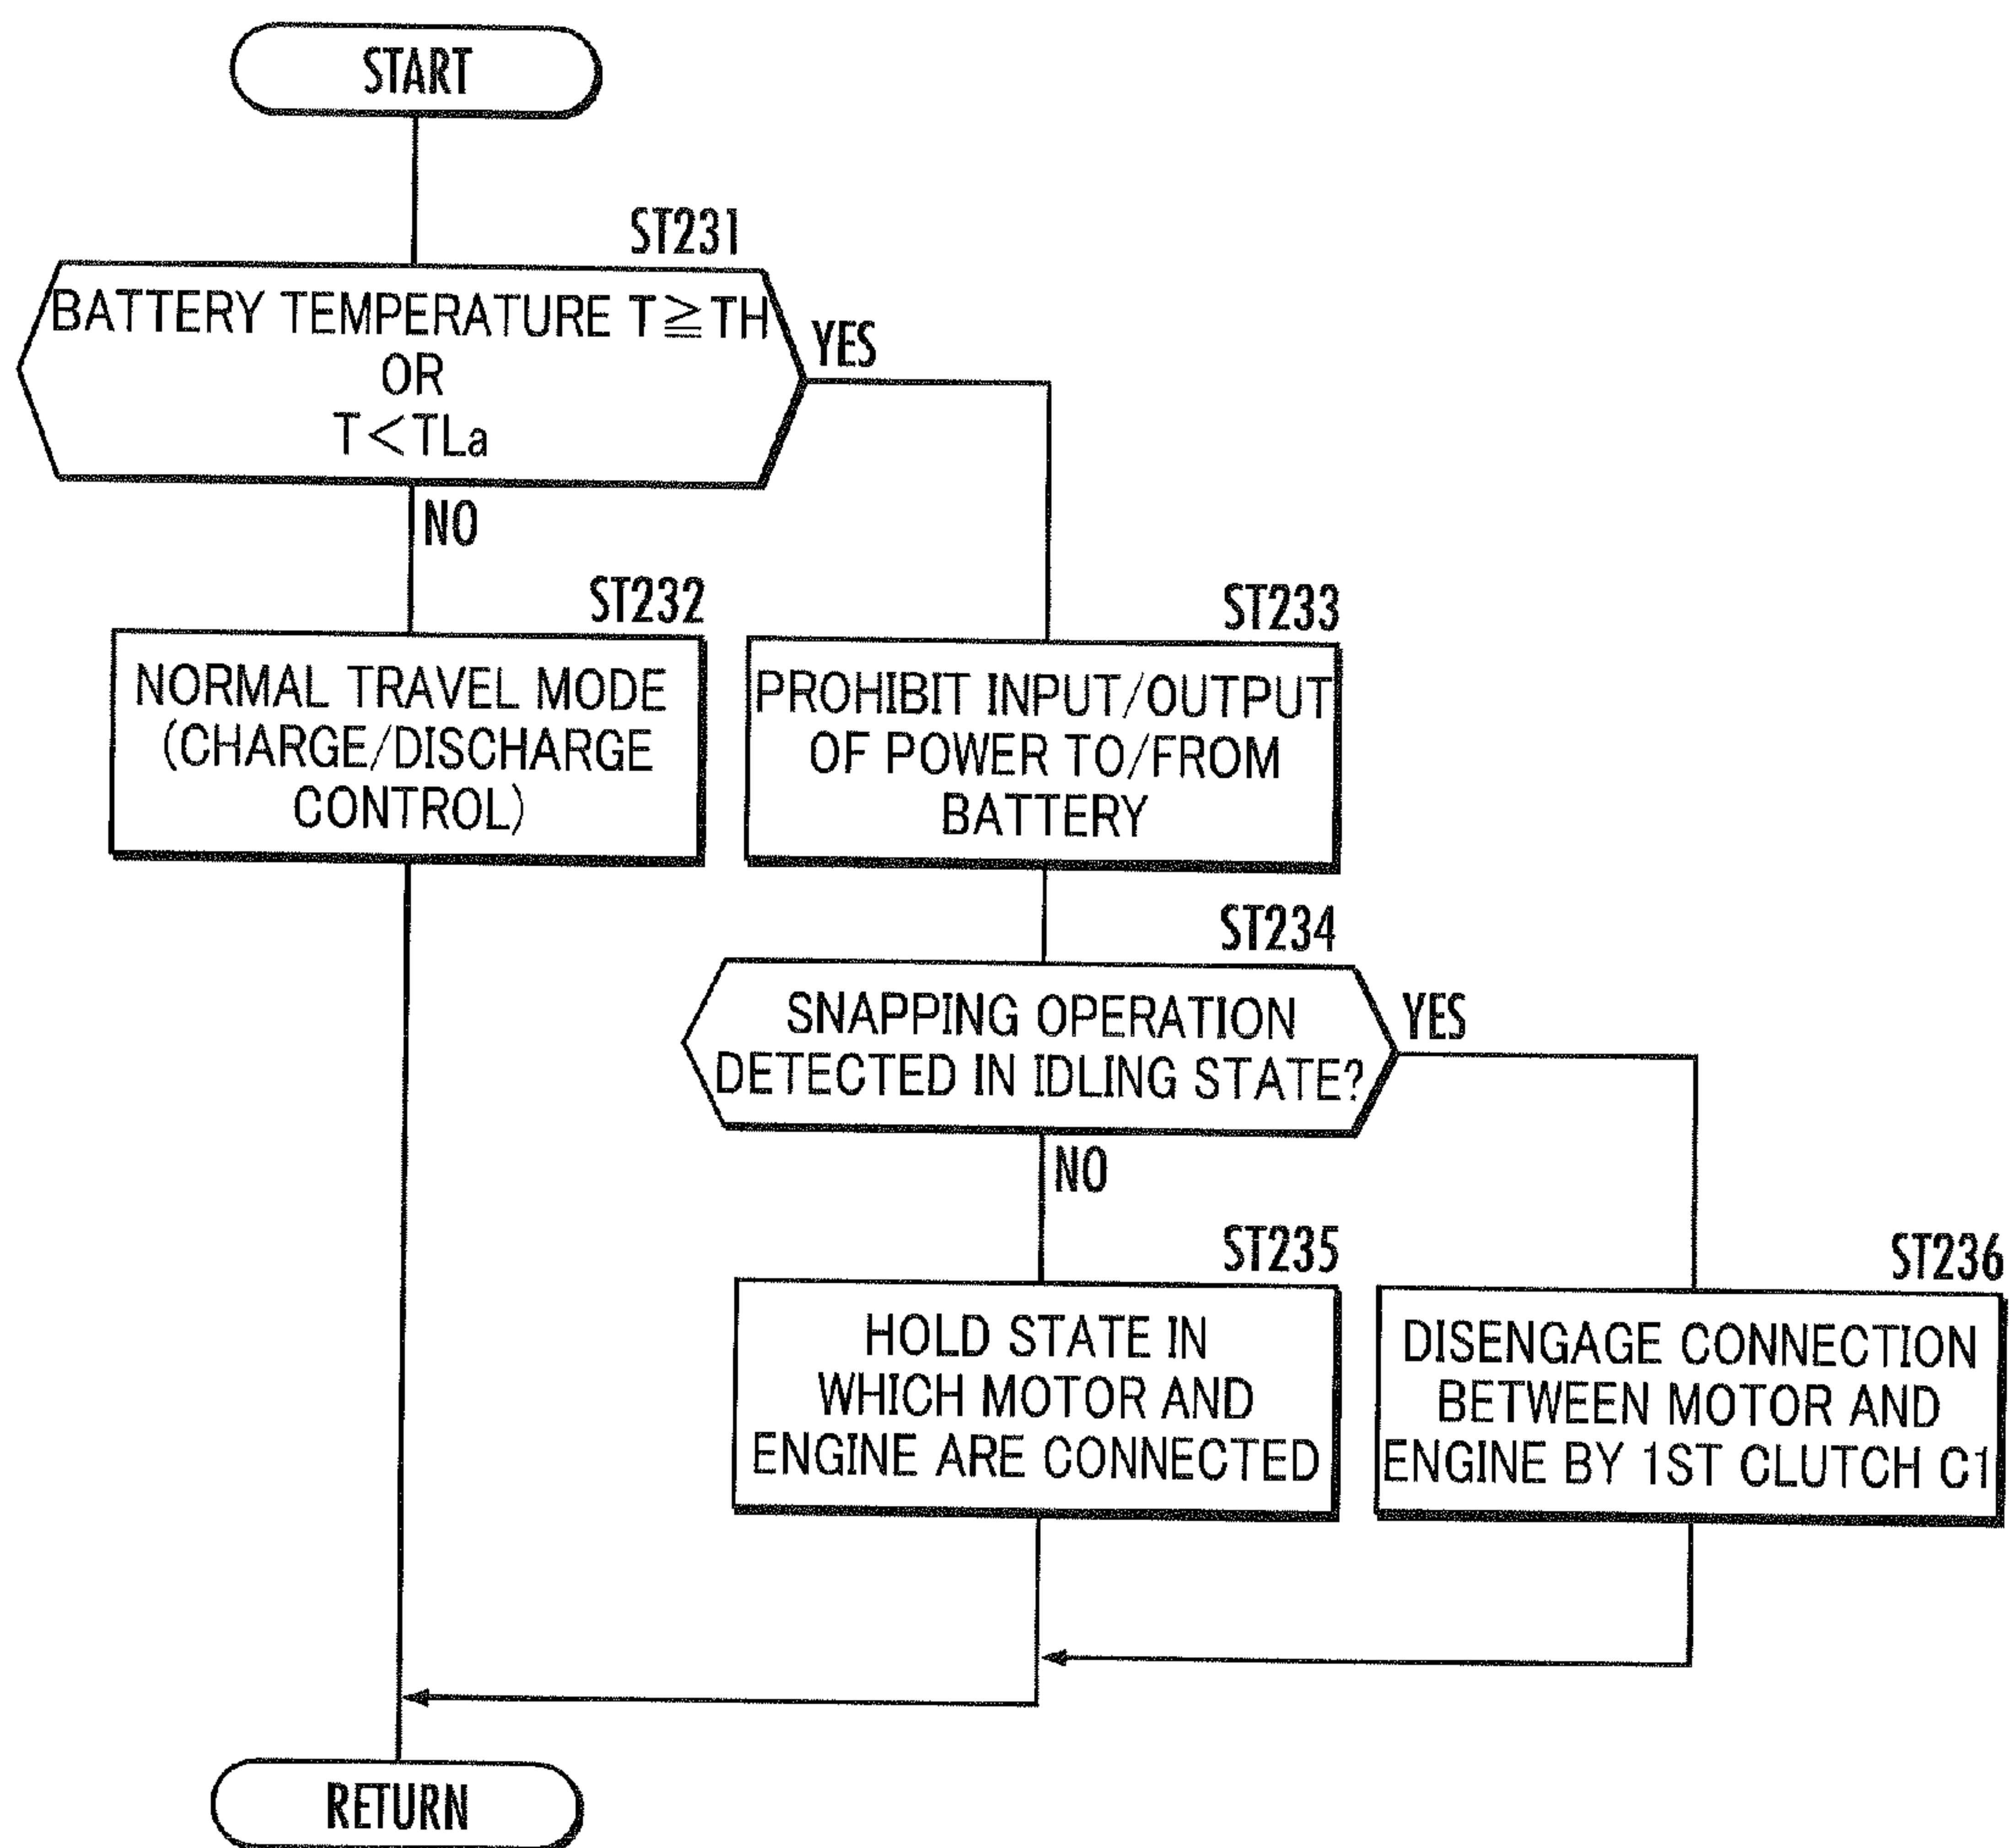 START
ST231
BATTERY TEMPERATURE T≧TH
OR
T<TLa
YES
NO
ST232
NORMAL TRAVEL MODE
(CHARGE/DISCHARGE
CONTROL)
ST233
PROHIBIT INPUT/OUTPUT
OF POWER TO/FROM
BATTERY
ST234
SNAPPING OPERATION
DETECTED IN IDLING STATE?
YES
NO
ST235
HOLD STATE IN
WHICH MOTOR AND
ENGINE ARE CONNECTED
ST236
DISENGAGE CONNECTION
BETWEEN MOTOR AND
ENGINE BY 1ST CLUTCH C1
RETURN